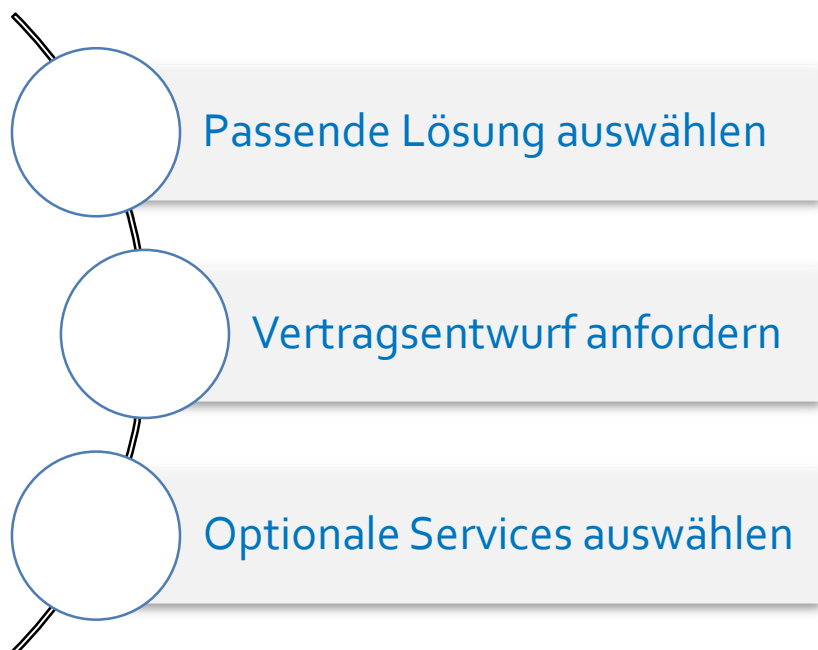 Passende Lösung auswählen
Vertragsentwurf anfordern
Optionale Services auswählen